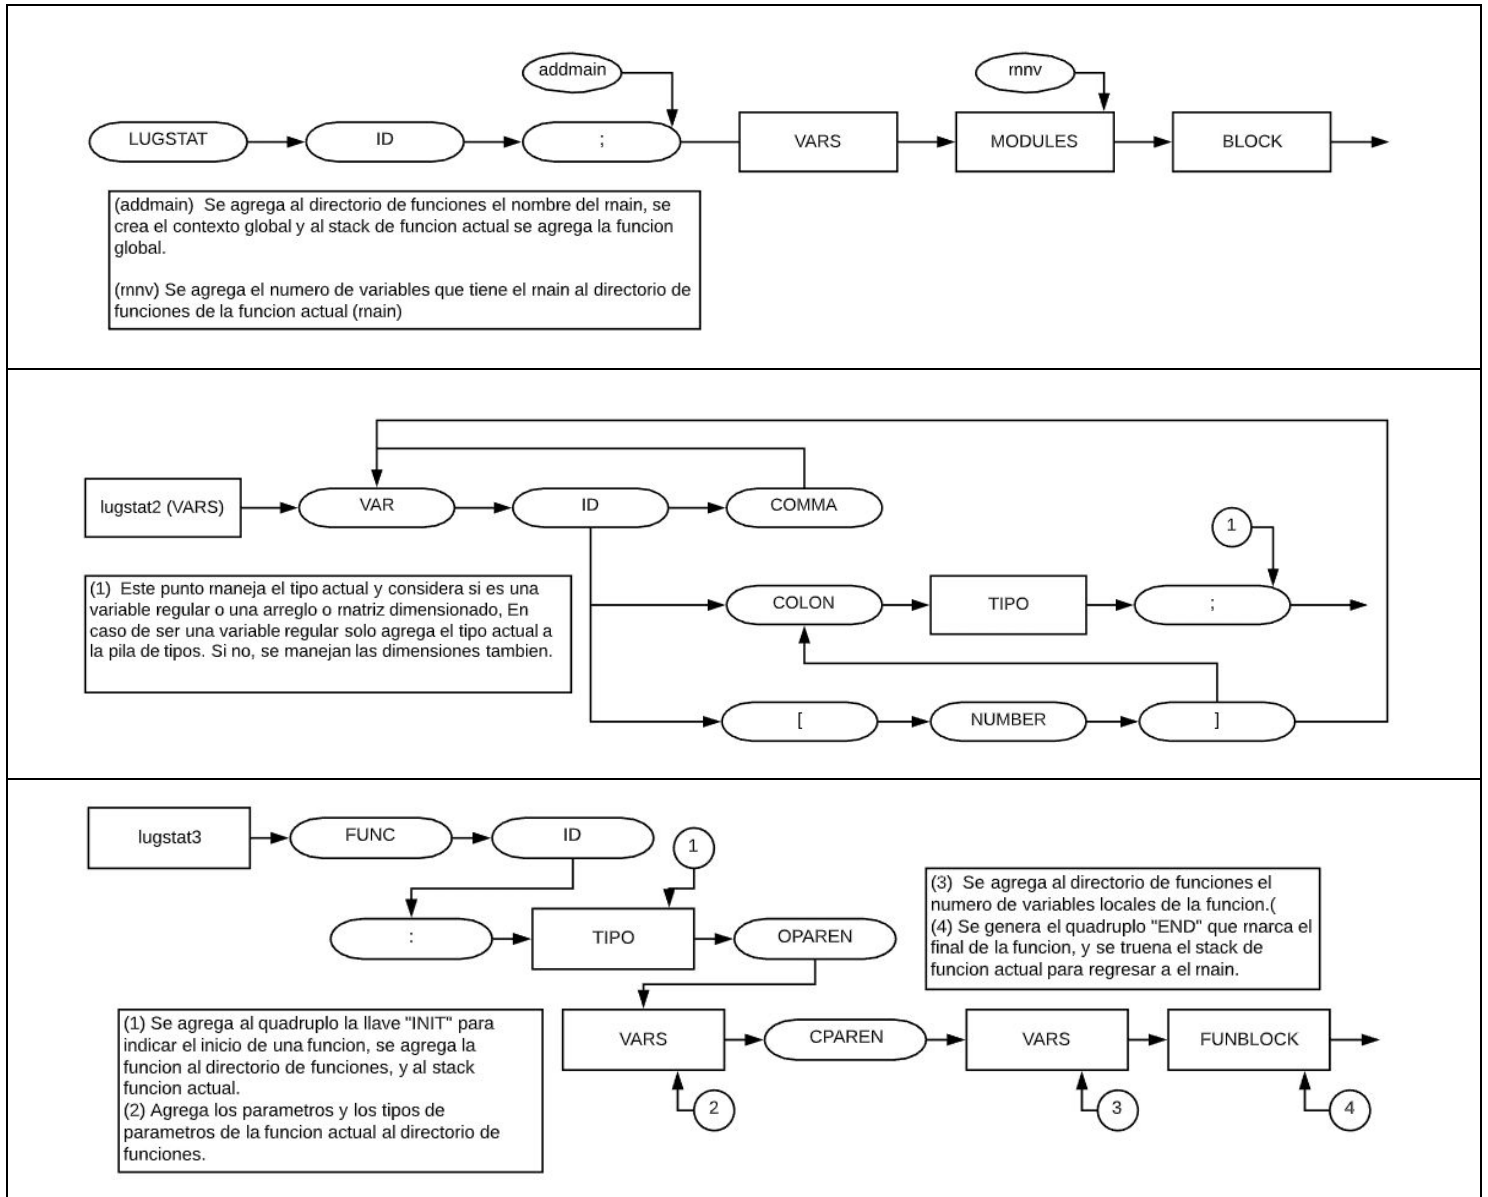 addmain
mnv
LUGSTAT
ID
;
VARS
MODULES
BLOCK
(addmain)  Se agrega al directorio de funciones el nombre del main, se
crea el contexto global y al stack de funcion actual se agrega la funcion
global.
(mnv) Se agrega el numero de variables que tiene el main al directorio de
funciones de la funcion actual (main)
lugstat2 (VARS)
VAR
ID
COMMA
1
(1)  Este punto maneja el tipo actual y considera si es una
variable regular o una arreglo o matriz dimensionado, En
caso de ser una variable regular solo agrega el tipo actual a
la pila de tipos. Si no, se manejan las dimensiones tambien.
COLON
TIPO
;
[
NUMBER
]
lugstat3
FUNC
ID
1
:
TIPO
OPAREN
(3)  Se agrega al directorio de funciones el
numero de variables locales de la funcion.(
(4) Se genera el quadruplo "END" que marca el
final de la funcion, y se truena el stack de
funcion actual para regresar a el main.
(1) Se agrega al quadruplo la llave "INIT" para
indicar el inicio de una funcion, se agrega la
funcion al directorio de funciones, y al stack
funcion actual.
(2) Agrega los parametros y los tipos de
parametros de la funcion actual al directorio de
funciones.
VARS
CPAREN
VARS
FUNBLOCK
2
3
4